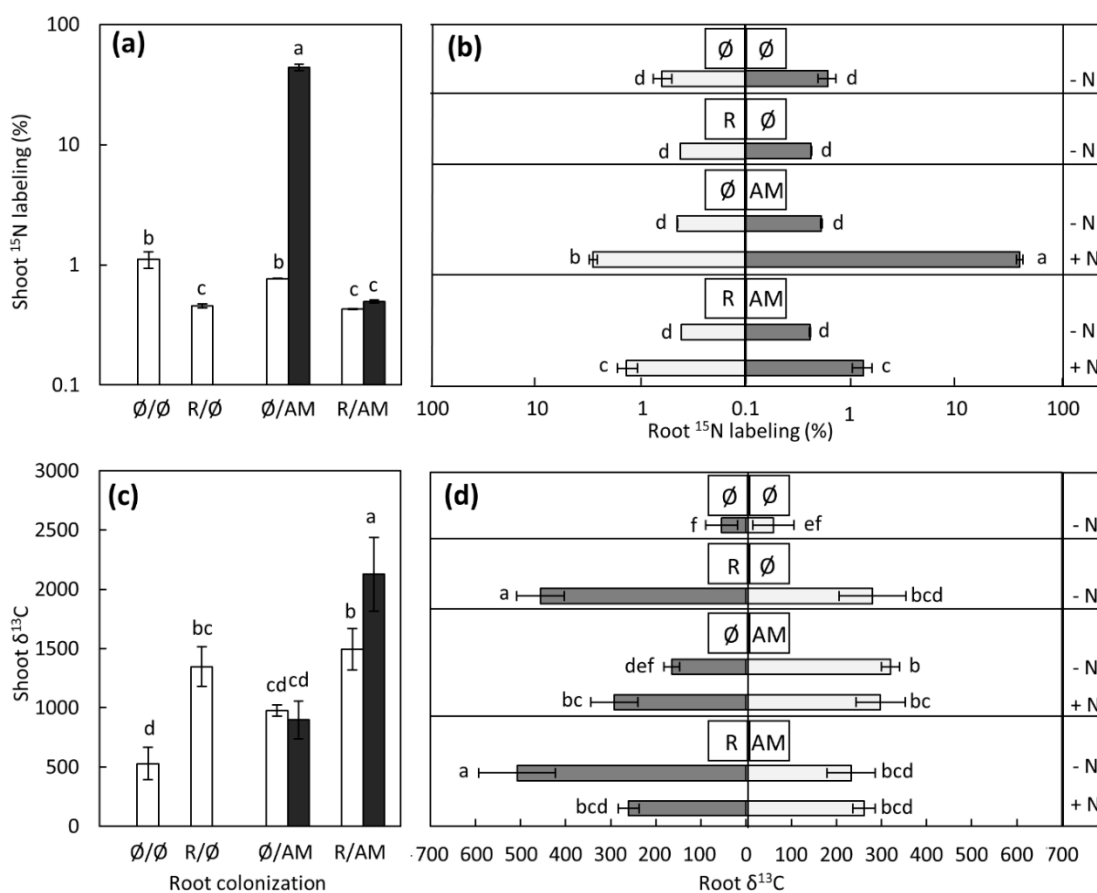 (a)
Shoot ¹⁵N labeling (%)
100
10
1
0.1
b
c
b
a
c c
Ø/Ø R/Ø Ø/AM R/AM
(b)
Ø Ø
d d - N
R Ø
d d - N
Ø AM
d d - N
b a + N
R AM
d d - N
c c + N
100 10 1 0.1 1 10 100
Root ¹⁵N labeling (%)
(c)
Shoot δ¹³C
3000
2500
2000
1500
1000
500
0
d
bc
cd cd
b
a
Ø/Ø R/Ø Ø/AM R/AM
Root colonization
(d)
Ø Ø
f ef - N
R Ø
a bcd - N
Ø AM
def b - N
bc bc + N
R AM
a bcd - N
bcd bcd + N
-700 600 500 400 300 200 100 0 100 200 300 400 500 600 700
Root δ¹³C